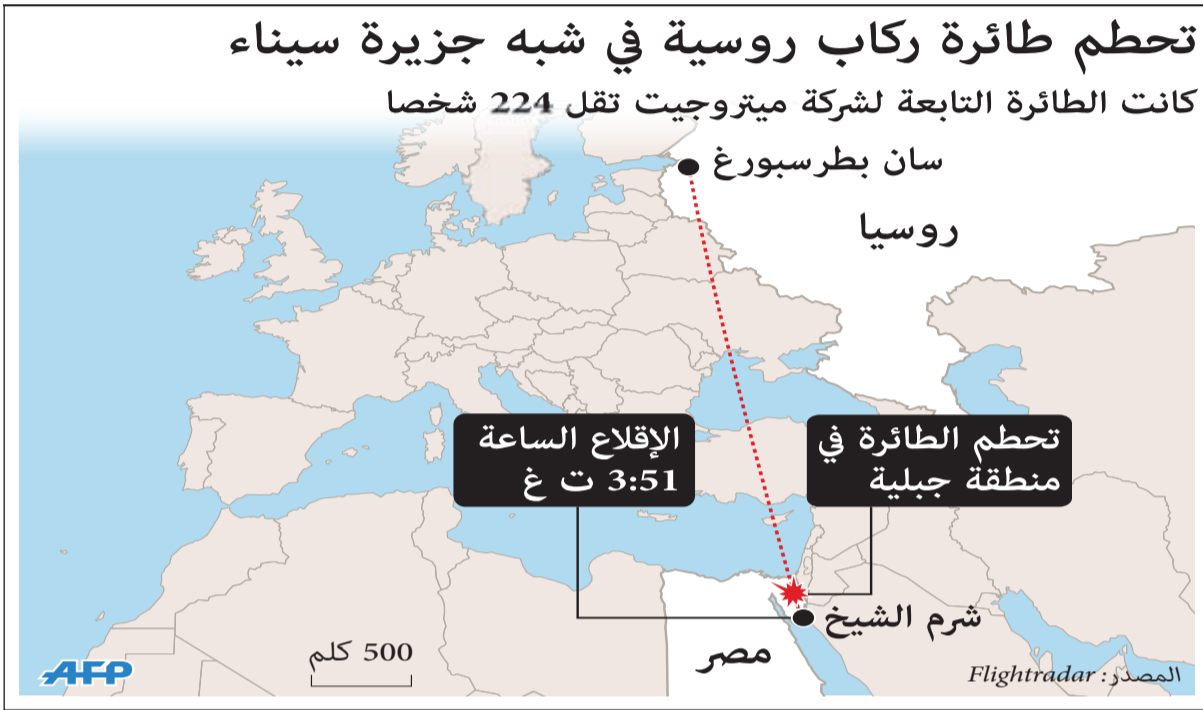 تحطم طائرة ركاب روسية في شبه جزيرة سيناء
كانت الطائرة التابعة لشركة ميتروجيت تقل 224 شخصا
سان بطرسبورغ
روسيا
تحطم الطائرة في
منطقة جبلية
الإقلاع الساعة
3:51 ت غ
شرم الشيخ
مصر
500 كلم
المصدر: Flightradar
AFP